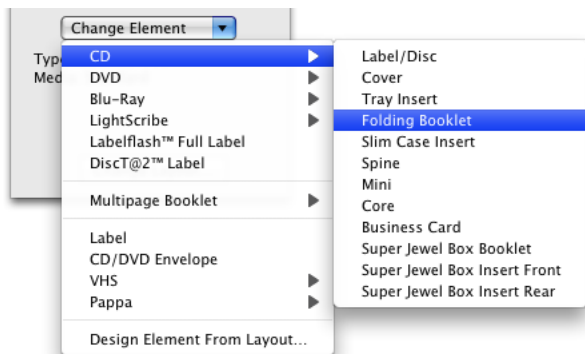 Change Element
Typ
Med
CD
DVD
Blu-Ray
LightScribe
Labelflash™ Full Label
DiscT@2™ Label
Multipage Booklet
Label
CD/DVD Envelope
VHS
Pappa
Design Element From Layout...
Label/Disc
Cover
Tray Insert
Folding Booklet
Slim Case Insert
Spine
Mini
Core
Business Card
Super Jewel Box Booklet
Super Jewel Box Insert Front
Super Jewel Box Insert Rear